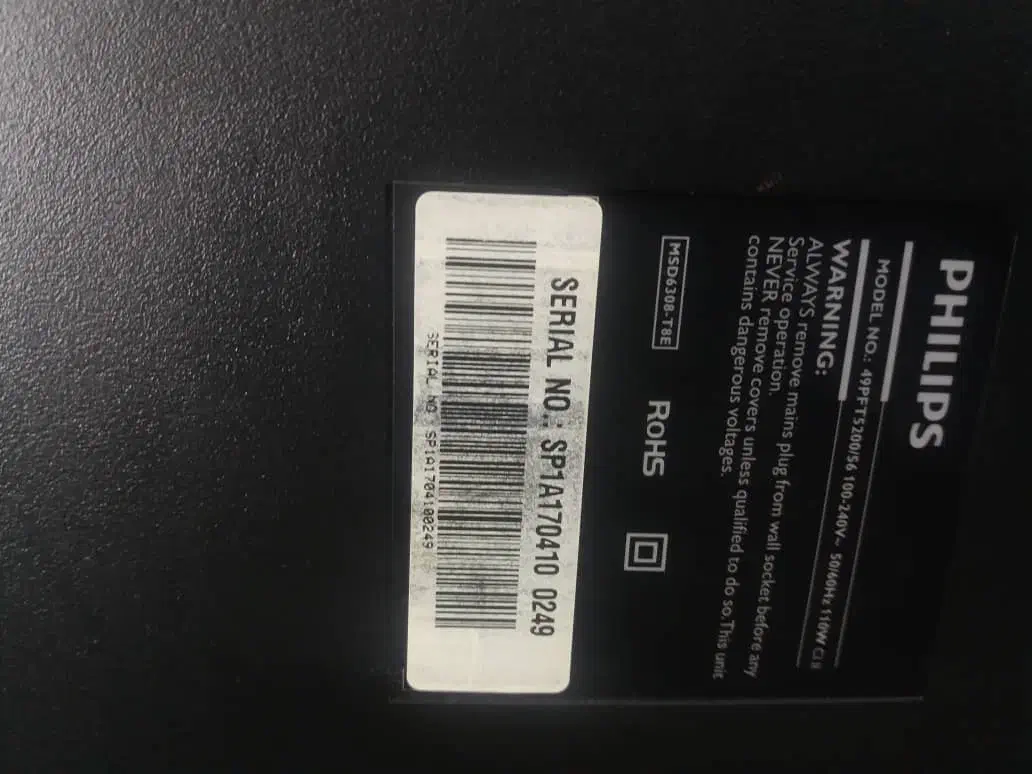 PHILIPS
MODEL NO.: 49PFT5200/56 100-240V~ 50/60Hz 110W
WARNING:
ALWAYS remove mains plug from wall socket before any
Service operation.
NEVER remove covers unless qualified to do so.This unit
contains dangerous voltages.
MSD6308-T8E RoHS
SERIAL NO.: SP1A170410 0249
SERIAL NO: SP1A1704100249